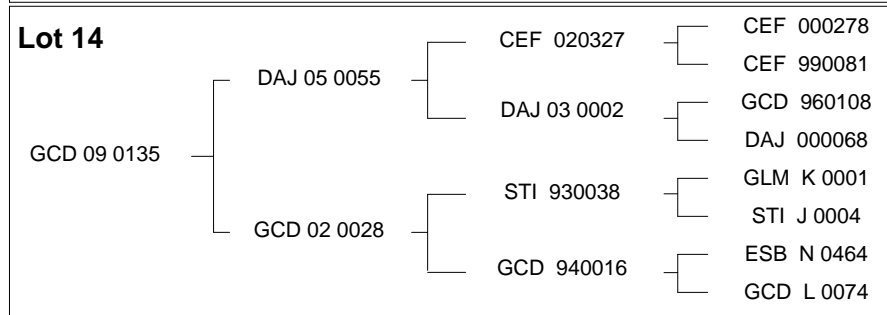 Lot 14
CEF 000278
CEF 020327
CEF 990081
DAJ 05 0055
GCD 960108
DAJ 03 0002
DAJ 000068
GCD 09 0135
GLM K 0001
STI 930038
STI J 0004
GCD 02 0028
ESB N 0464
GCD 940016
GCD L 0074